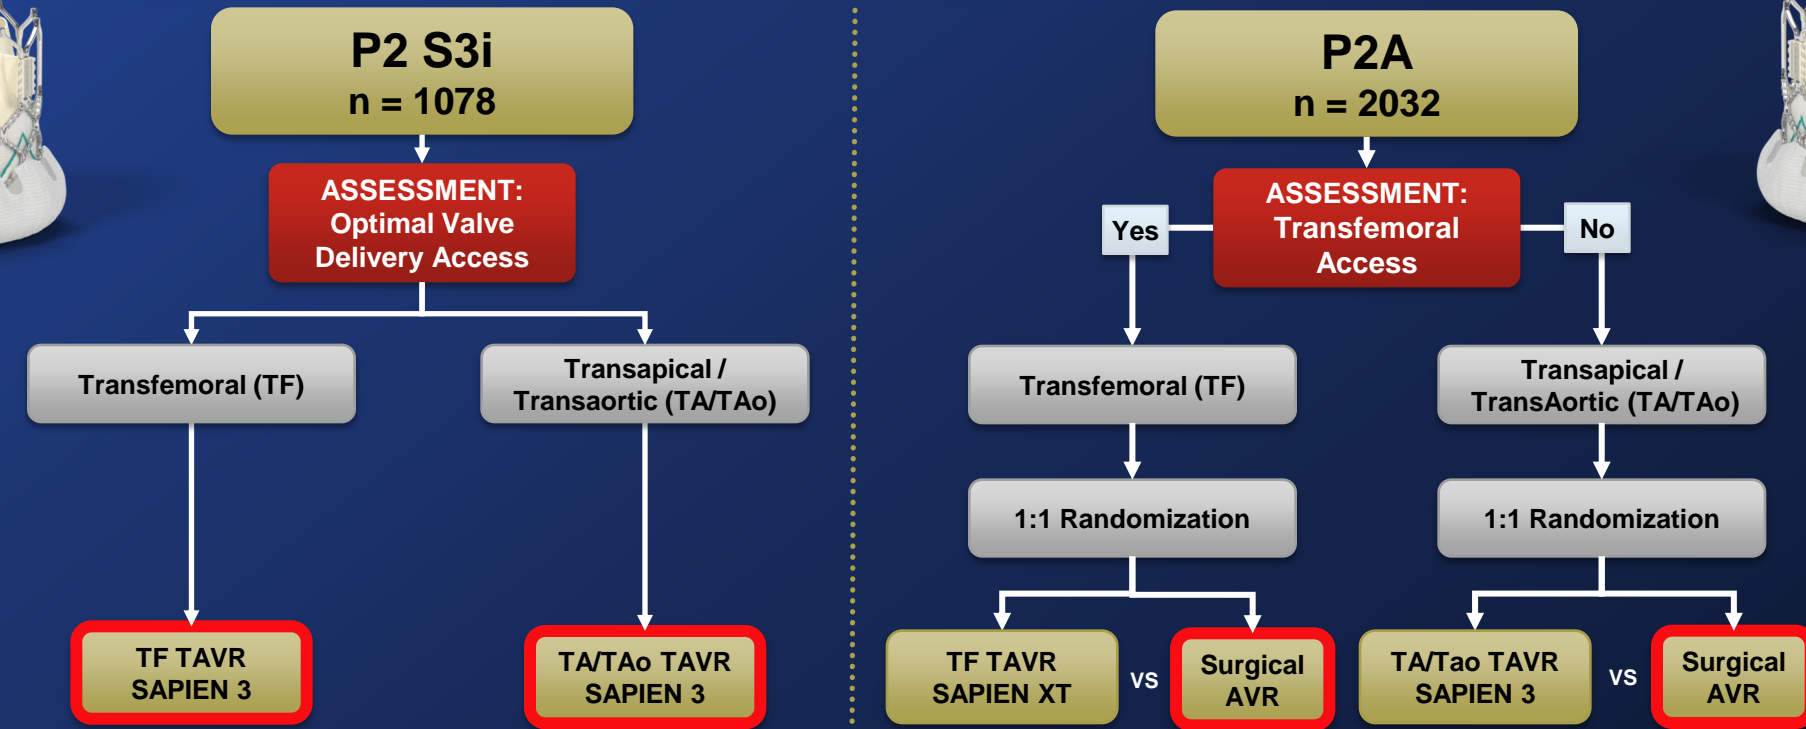 P2 S3i
n = 1078
ASSESSMENT:
Optimal Valve
Delivery Access
Transfemoral (TF)
Transapical /
Transaortic (TA/TAo)
TF TAVR
SAPIEN 3
TA/TAo TAVR
SAPIEN 3
P2A
n = 2032
ASSESSMENT:
Transfemoral
Access
Yes
No
Transfemoral (TF)
Transapical /
TransAortic (TA/TAo)
1:1 Randomization
1:1 Randomization
TF TAVR
SAPIEN XT
VS
Surgical
AVR
TA/Tao TAVR
SAPIEN 3
VS
Surgical
AVR